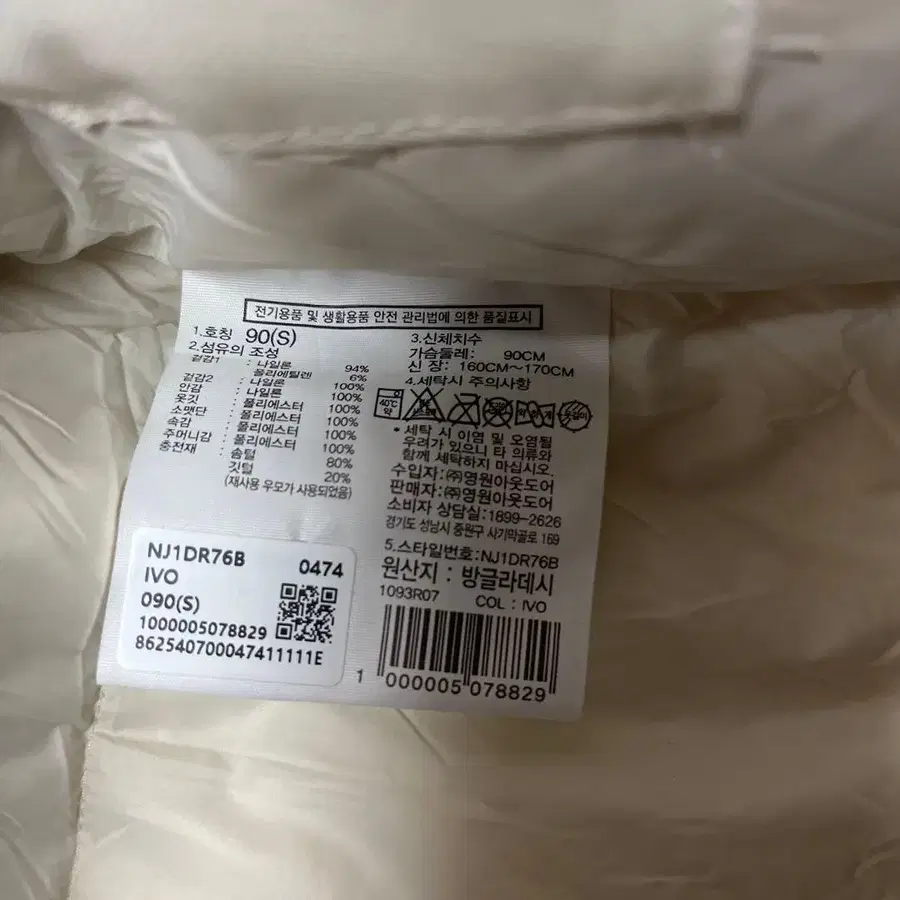 전기용품 및 생활용품 안전 관리법에 의한 품질표시
1.호칭 90(S)
2.섬유의 조성
겉감1 : 나일론 94%
폴리에틸렌 6%
겉감2 : 나일론 100%
안감 : 나일론 100%
옷깃 : 폴리에스터 100%
소맷단 : 폴리에스터 100%
속감 : 폴리에스터 100%
주머니감 : 폴리에스터 100%
충전재 : 솜털 80%
깃털 20%
(재사용 우모가 사용되었음)
3.신체치수
가슴둘레: 90CM
신 장: 160CM~170CM
4.세탁시 주의사항
40℃
약
• 세탁 시 이염 및 오염될
우려가 있으니 타 의류와
함께 세탁하지 마십시오.
수입자:㈜영원아웃도어
판매자:㈜영원아웃도어
소비자 상담실:1899-2626
경기도 성남시 중원구 사기막골로 169
5.스타일번호:NJ1DR76B
원산지 : 방글라데시
1093R07 COL : IVO
1 000005 078829
NJ1DR76B 0474
IVO
090(S)
1000005078829
862540700047411111E